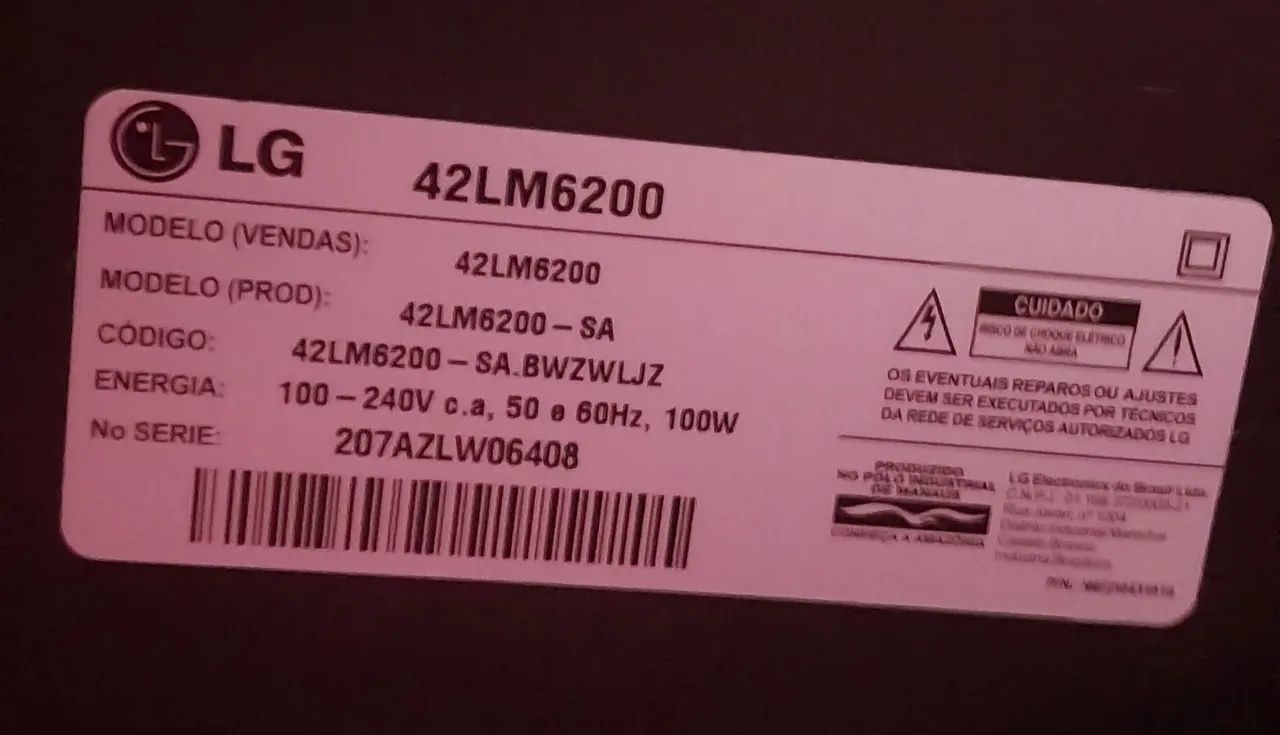 LG
42LM6200
MODELO (VENDAS): 42LM6200
MODELO (PROD): 42LM6200-SA
CÓDIGO: 42LM6200-SA.BWZWLJZ
ENERGIA: 100-240V c.a, 50 e 60Hz, 100W
No SERIE: 207AZLW06408
CUIDADO
RISCO DE CHOQUE ELÉTRICO
NÃO ABRA
OS EVENTUAIS REPAROS OU AJUSTES
DEVEM SER EXECUTADOS POR TÉCNICOS
DA REDE DE SERVIÇOS AUTORIZADOS LG
PRODUZIDO
NO PÓLO INDUSTRIAL
DE MANAUS
CONHEÇA A AMAZÔNIA
LG Electronics do Brasil Ltda.
C.N.P.J.
P/N.